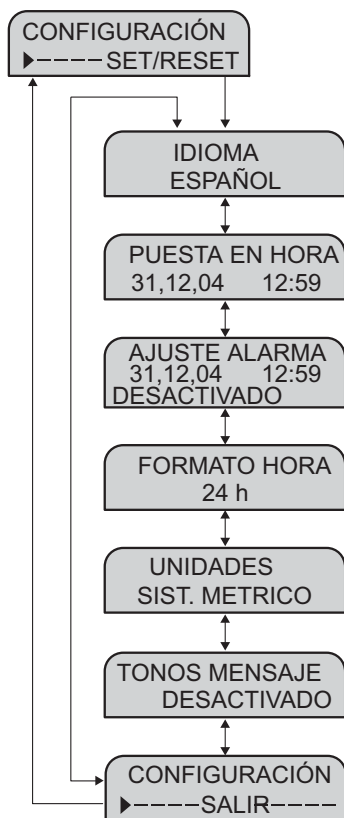 CONFIGURACIÓN
▶----SET/RESET
IDIOMA
ESPAÑOL
PUESTA EN HORA
31,12,04 12:59
AJUSTE ALARMA
31,12,04 12:59
DESACTIVADO
FORMATO HORA
24 h
UNIDADES
SIST. METRICO
TONOS MENSAJE
DESACTIVADO
CONFIGURACIÓN
▶----SALIR----